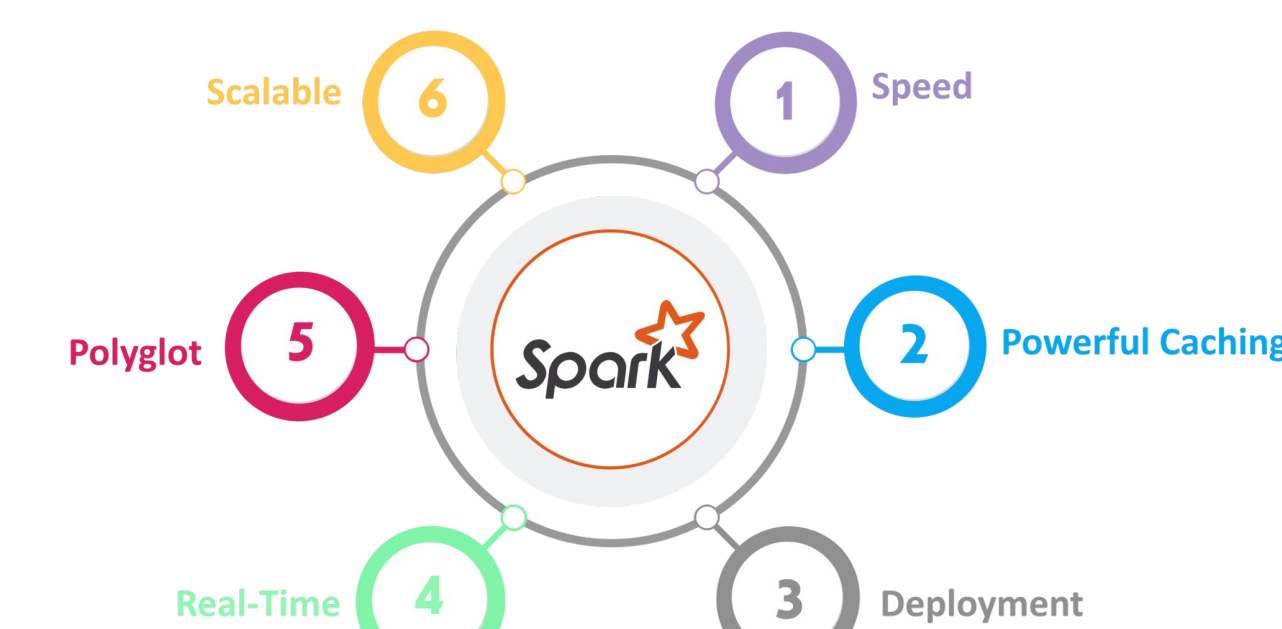 Scalable
6
1
Speed
Polyglot
5
Spark
2
Powerful Caching
Real-Time
4
3
Deployment